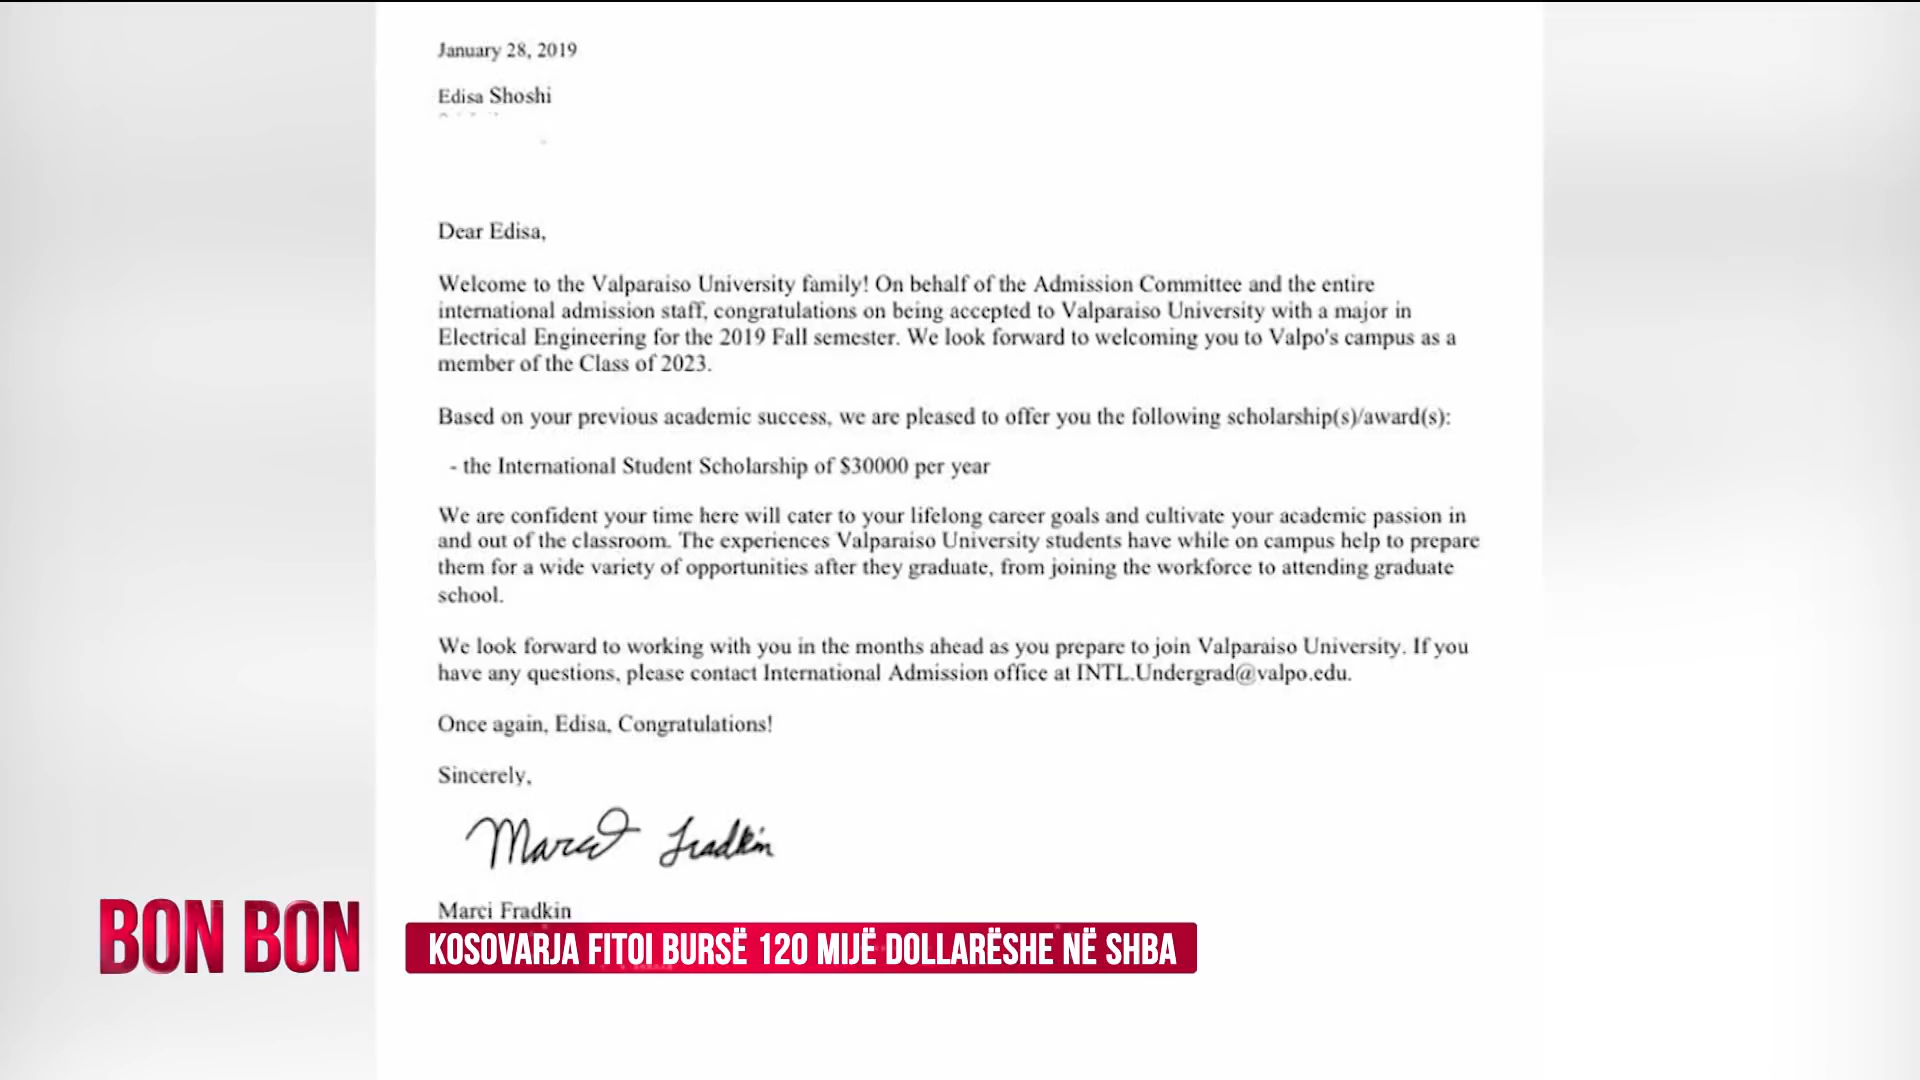 January 28, 2019
Edisa Shoshi
Dear Edisa,
Welcome to the Valparaiso University family! On behalf of the Admission Committee and the entire
international admission staff, congratulations on being accepted to Valparaiso University with a major in
Electrical Engineering for the 2019 Fall semester. We look forward to welcoming you to Valpo's campus as a
member of the Class of 2023.
Based on your previous academic success, we are pleased to offer you the following scholarship(s)/award(s):
- the International Student Scholarship of $30000 per year
We are confident your time here will cater to your lifelong career goals and cultivate your academic passion in
and out of the classroom. The experiences Valparaiso University students have while on campus help to prepare
them for a wide variety of opportunities after they graduate, from joining the workforce to attending graduate
school.
We look forward to working with you in the months ahead as you prepare to join Valparaiso University. If you
have any questions, please contact International Admission office at INTL.Undergrad@valpo.edu.
Once again, Edisa, Congratulations!
Sincerely,
Marci Fradkin
Marci Fradkin
BON BON
KOSOVARJA FITOI BURSË 120 MIJË DOLLARËSHE NË SHBA